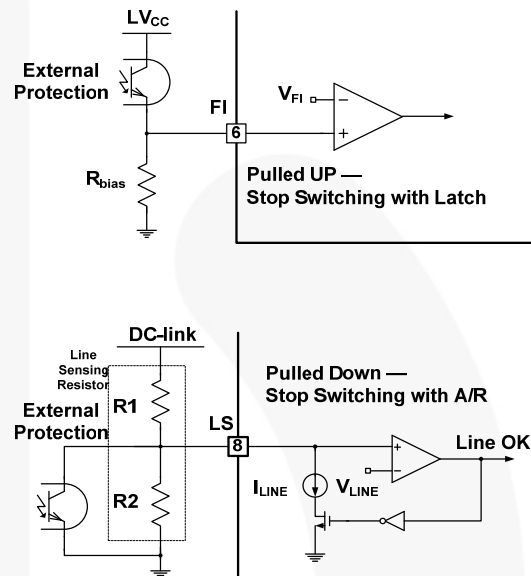 LVCC
External
Protection
FI
6
VFI
−
+
Rbias
Pulled UP —
Stop Switching with Latch
DC-link
Line
Sensing
Resistor
External
Protection
R1
R2
LS
8
Pulled Down —
Stop Switching with A/R
+
−
Line OK
ILINE
VLINE